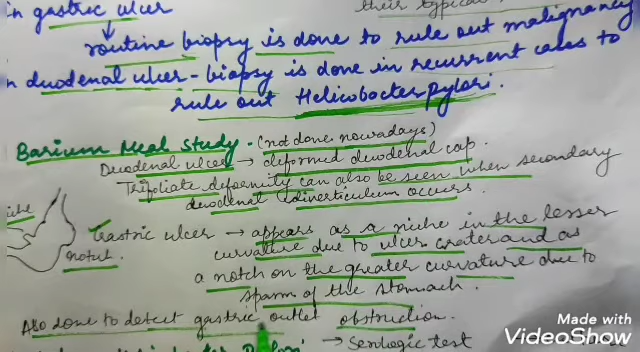 their typical
In gastric ulcer
routine biopsy is done to rule out malignancy
n duodenal ulcer - biopsy is done in recurrent cases to
rule out Helicobacter pylori.
Barium Meal Study - (not done nowadays)
Duodenal ulcer → deformed duodenal cap.
Trifoliate deformity can also be seen when secondary
duodenal diverticulum occurs.
niche
notch.
Gastric ulcer → appears as a niche in the lesser
curvature due to ulcer crater and as
a notch on the greater curvature due to
spasm of the stomach.
Also done to detect gastric outlet obstruction.
→ Serologic test
Made with
VideoShow